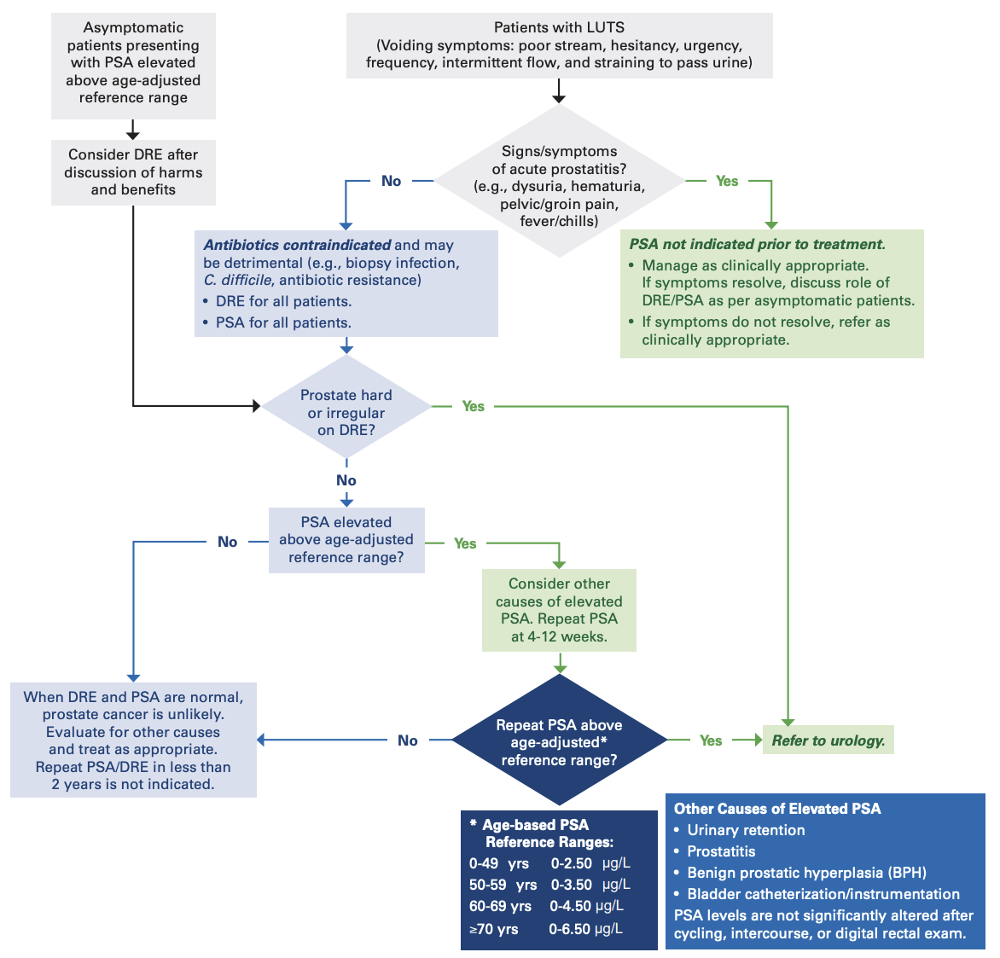 Asymptomatic
patients presenting
with PSA elevated
above age-adjusted
reference range
Patients with LUTS
(Voiding symptoms: poor stream, hesitancy, urgency,
frequency, intermittent flow, and straining to pass urine)
Consider DRE after
discussion of harms
and benefits
Signs/symptoms
of acute prostatitis?
(e.g., dysuria, hematuria,
pelvic/groin pain,
fever/chills)
No
Yes
Antibiotics contraindicated and may
be detrimental (e.g., biopsy infection,
C. difficile, antibiotic resistance)
• DRE for all patients.
• PSA for all patients.
PSA not indicated prior to treatment.
• Manage as clinically appropriate.
If symptoms resolve, discuss role of
DRE/PSA as per asymptomatic patients.
• If symptoms do not resolve, refer as
clinically appropriate.
Prostate hard
or irregular
on DRE?
Yes
No
PSA elevated
above age-adjusted
reference range?
No
Yes
Consider other
causes of elevated
PSA. Repeat PSA
at 4-12 weeks.
When DRE and PSA are normal,
prostate cancer is unlikely.
Evaluate for other causes
and treat as appropriate.
Repeat PSA/DRE in less than
2 years is not indicated.
No
Repeat PSA above
age-adjusted*
reference range?
Yes
Refer to urology.
* Age-based PSA
Reference Ranges:
0-49 yrs 0-2.50 µg/L
50-59 yrs 0-3.50 µg/L
60-69 yrs 0-4.50 µg/L
≥70 yrs 0-6.50 µg/L
Other Causes of Elevated PSA
• Urinary retention
• Prostatitis
• Benign prostatic hyperplasia (BPH)
• Bladder catheterization/instrumentation
PSA levels are not significantly altered after
cycling, intercourse, or digital rectal exam.